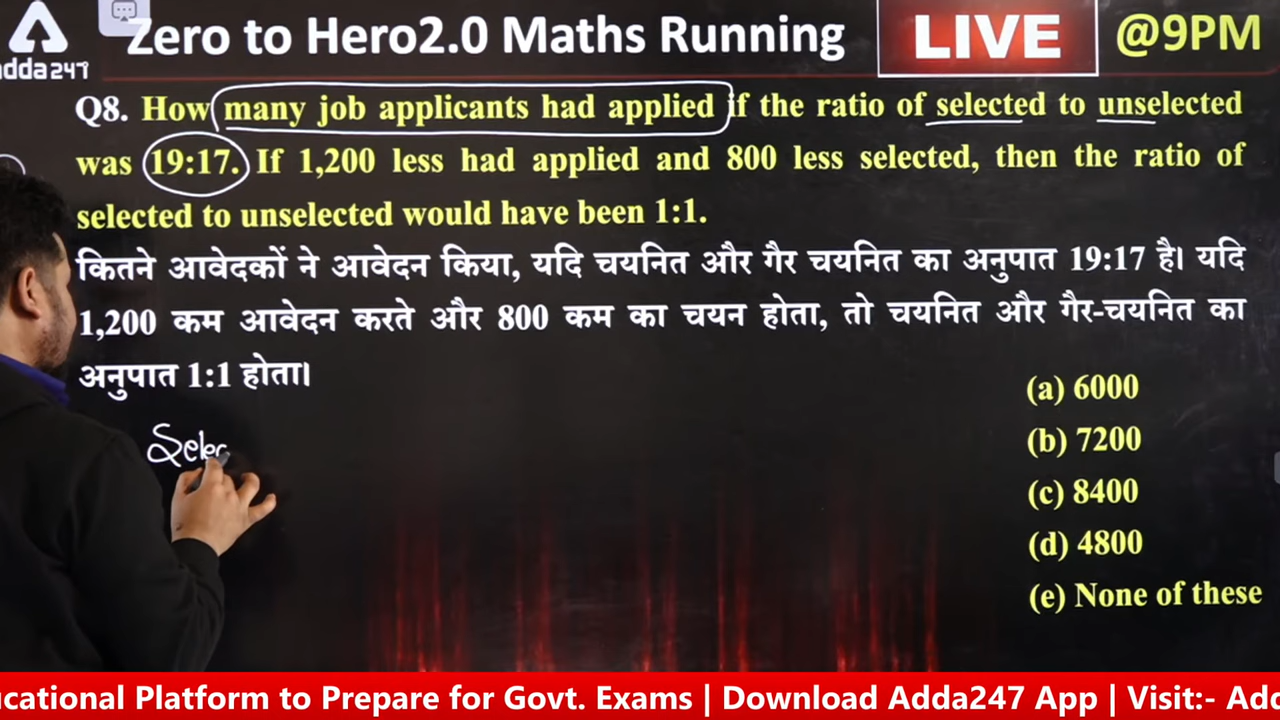 Zero to Hero2.0 Maths Running LIVE @9PM
adda247
Q8. How many job applicants had applied if the ratio of selected to unselected
was 19:17. If 1,200 less had applied and 800 less selected, then the ratio of
selected to unselected would have been 1:1.
कितने आवेदकों ने आवेदन किया, यदि चयनित और गैर चयनित का अनुपात 19:17 है। यदि
1,200 कम आवेदन करते और 800 कम का चयन होता, तो चयनित और गैर-चयनित का
अनुपात 1:1 होता।
(a) 6000
(b) 7200
(c) 8400
(d) 4800
(e) None of these
Selec
ucational Platform to Prepare for Govt. Exams | Download Adda247 App | Visit:- Add